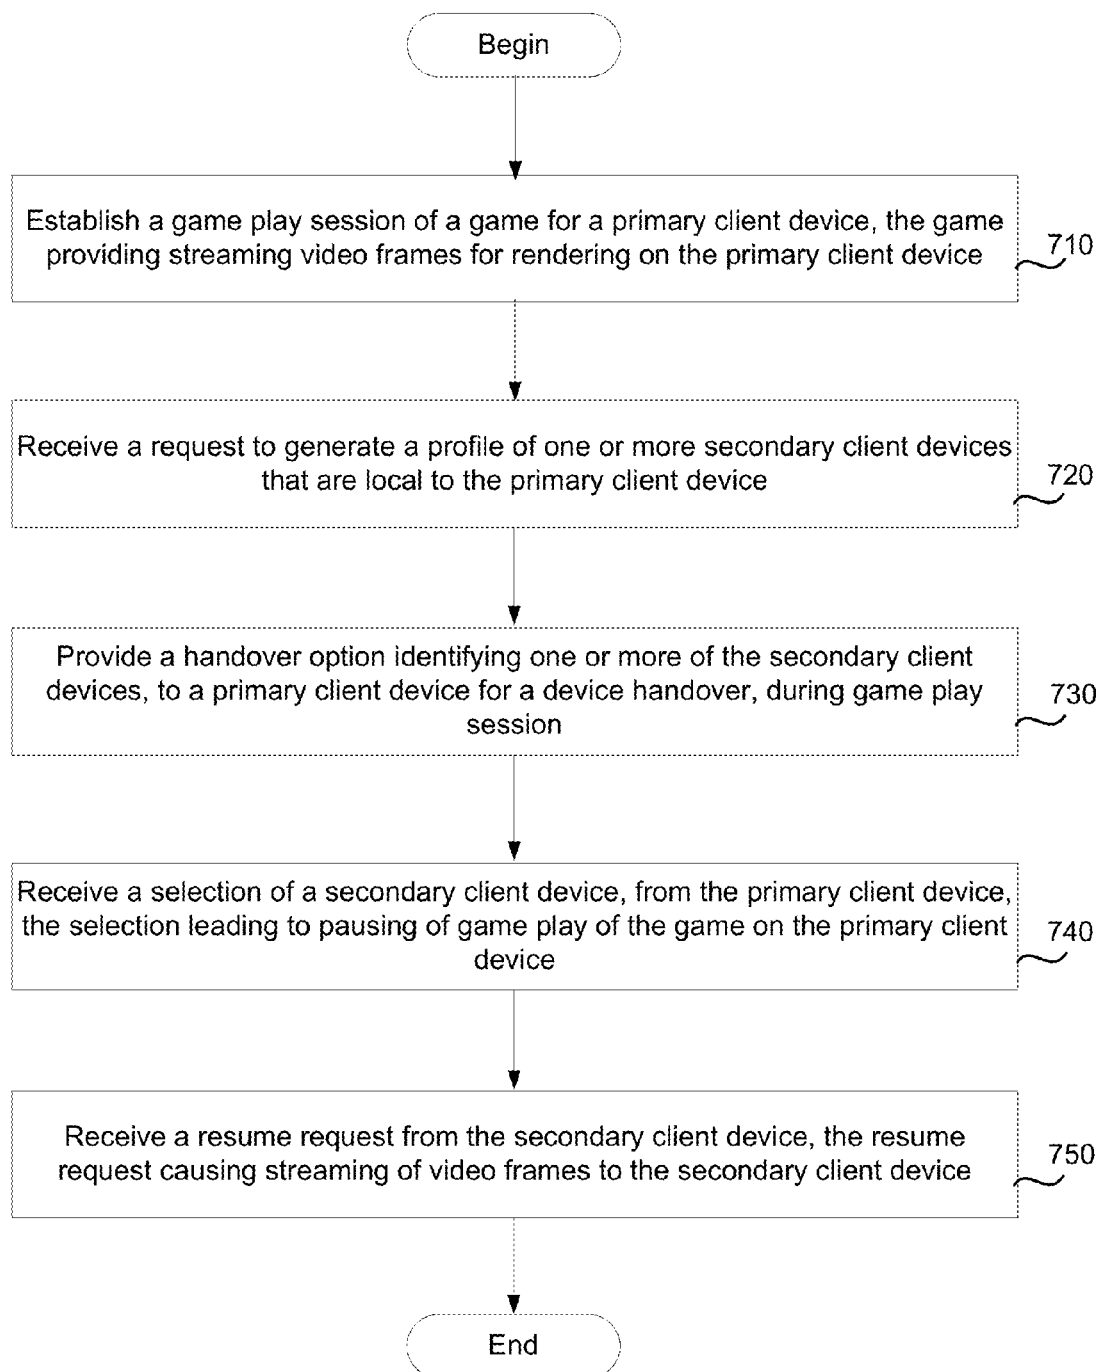 Begin
Establish a game play session of a game for a primary client device, the game
providing streaming video frames for rendering on the primary client device
710
Receive a request to generate a profile of one or more secondary client devices
that are local to the primary client device
720
Provide a handover option identifying one or more of the secondary client
devices, to a primary client device for a device handover, during game play
session
730
Receive a selection of a secondary client device, from the primary client device,
the selection leading to pausing of game play of the game on the primary client
device
740
Receive a resume request from the secondary client device, the resume
request causing streaming of video frames to the secondary client device
750
End